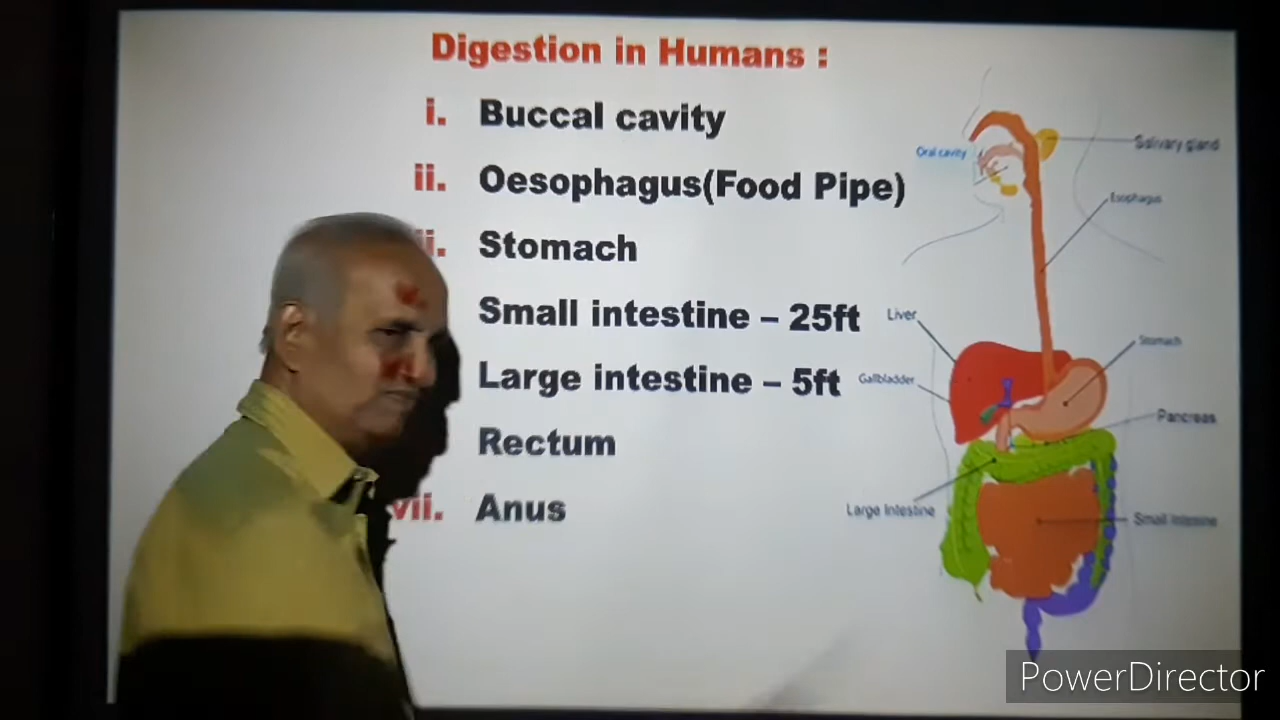 Digestion in Humans :
i. Buccal cavity
ii. Oesophagus(Food Pipe)
i. Stomach
Small intestine – 25ft
Large intestine – 5ft
Rectum
vii. Anus
Oral cavity
Salivary gland
Esophagus
Liver
Stomach
Gallbladder
Pancreas
Large Intestine
Small Intestine
PowerDirector